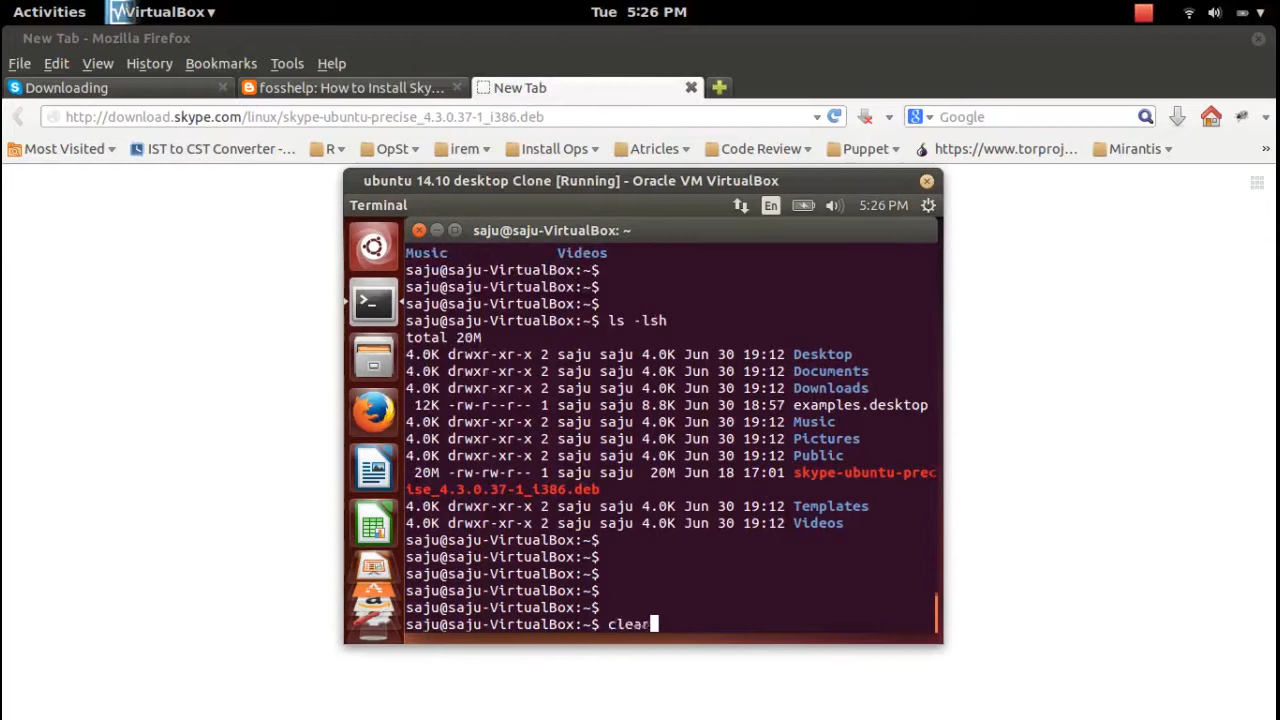 Activities VirtualBox ▾ Tue 5:26 PM
New Tab - Mozilla Firefox
File Edit View History Bookmarks Tools Help
Downloading fosshelp: How to Install Sky... New Tab
http://download.skype.com/linux/skype-ubuntu-precise_4.3.0.37-1_i386.deb Google
Most Visited IST to CST Converter -... R OpSt irem Install Ops Atricles Code Review Puppet https://www.torproj... Mirantis »
ubuntu 14.10 desktop Clone [Running] - Oracle VM VirtualBox
Terminal En 5:26 PM
saju@saju-VirtualBox: ~
Music Videos
saju@saju-VirtualBox:~$
saju@saju-VirtualBox:~$
saju@saju-VirtualBox:~$
saju@saju-VirtualBox:~$ ls -lsh
total 20M
4.0K drwxr-xr-x 2 saju saju 4.0K Jun 30 19:12 Desktop
4.0K drwxr-xr-x 2 saju saju 4.0K Jun 30 19:12 Documents
4.0K drwxr-xr-x 2 saju saju 4.0K Jun 30 19:12 Downloads
12K -rw-r--r-- 1 saju saju 8.8K Jun 30 18:57 examples.desktop
4.0K drwxr-xr-x 2 saju saju 4.0K Jun 30 19:12 Music
4.0K drwxr-xr-x 2 saju saju 4.0K Jun 30 19:12 Pictures
4.0K drwxr-xr-x 2 saju saju 4.0K Jun 30 19:12 Public
20M -rw-rw-r-- 1 saju saju 20M Jun 18 17:01 skype-ubuntu-prec
ise_4.3.0.37-1_i386.deb
4.0K drwxr-xr-x 2 saju saju 4.0K Jun 30 19:12 Templates
4.0K drwxr-xr-x 2 saju saju 4.0K Jun 30 19:12 Videos
saju@saju-VirtualBox:~$
saju@saju-VirtualBox:~$
saju@saju-VirtualBox:~$
saju@saju-VirtualBox:~$
saju@saju-VirtualBox:~$
saju@saju-VirtualBox:~$ clear